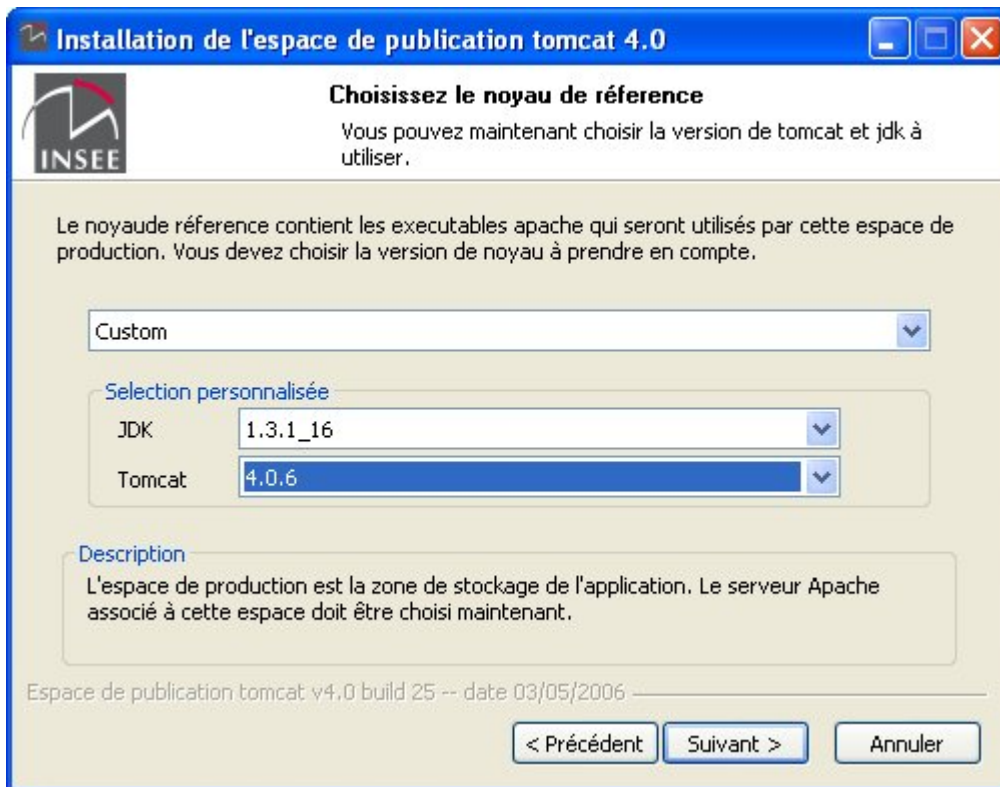 Installation de l'espace de publication tomcat 4.0
INSEE
Choisissez le noyau de réference
Vous pouvez maintenant choisir la version de tomcat et jdk à
utiliser.
Le noyaude réference contient les executables apache qui seront utilisés par cette espace de
production. Vous devez choisir la version de noyau à prendre en compte.
Custom
Selection personnalisée
JDK 1.3.1_16
Tomcat 4.0.6
Description
L'espace de production est la zone de stockage de l'application. Le serveur Apache
associé à cette espace doit être choisi maintenant.
Espace de publication tomcat v4.0 build 25 -- date 03/05/2006
< Précédent Suivant > Annuler